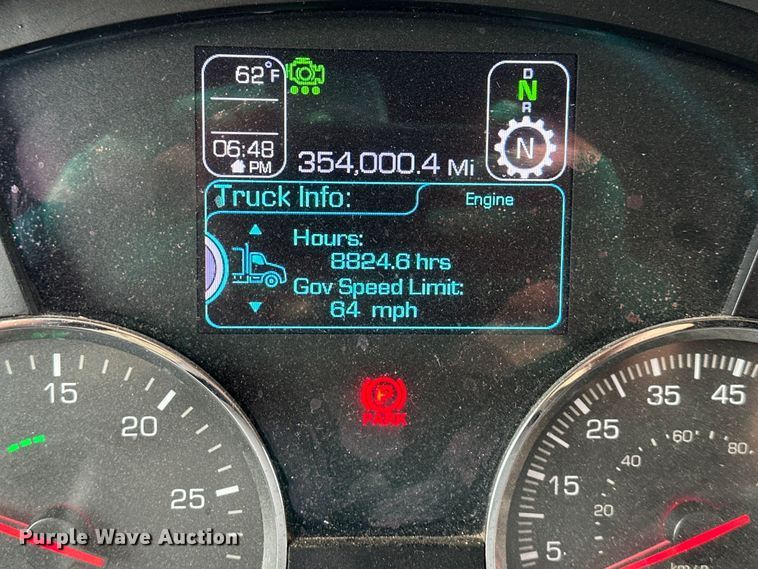 62°F
D
N
R
06:48
PM
354,000.4 Mi
N
Truck Info:
Engine
Hours:
8824.6 hrs
Gov Speed Limit:
64 mph
P
PARK
15
20
25
5
15
25
35
45
20
40
60
80
km/h
Purple Wave Auction